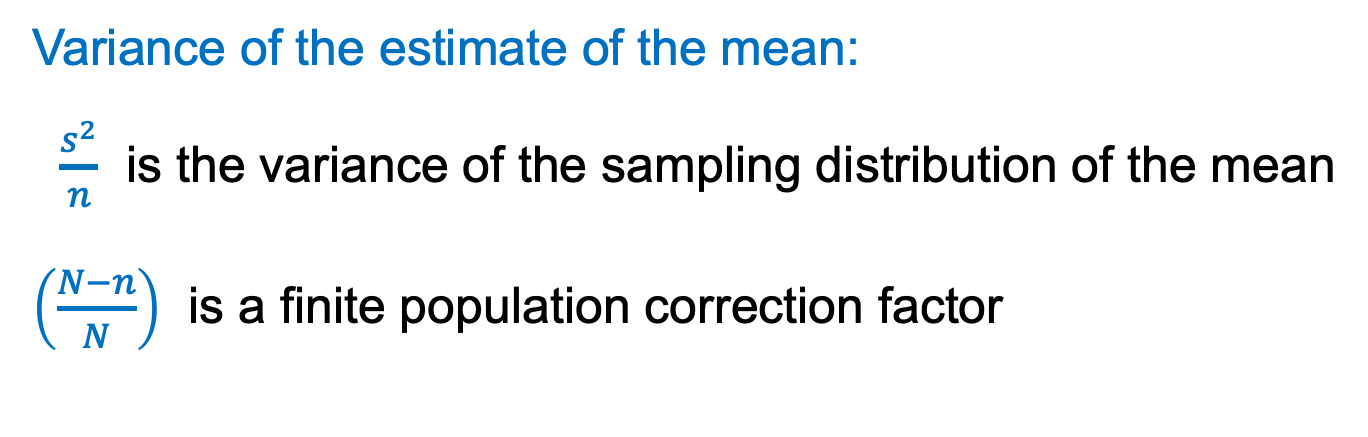 Variance of the estimate of the mean:
s²/n is the variance of the sampling distribution of the mean
((N−n)/N) is a finite population correction factor